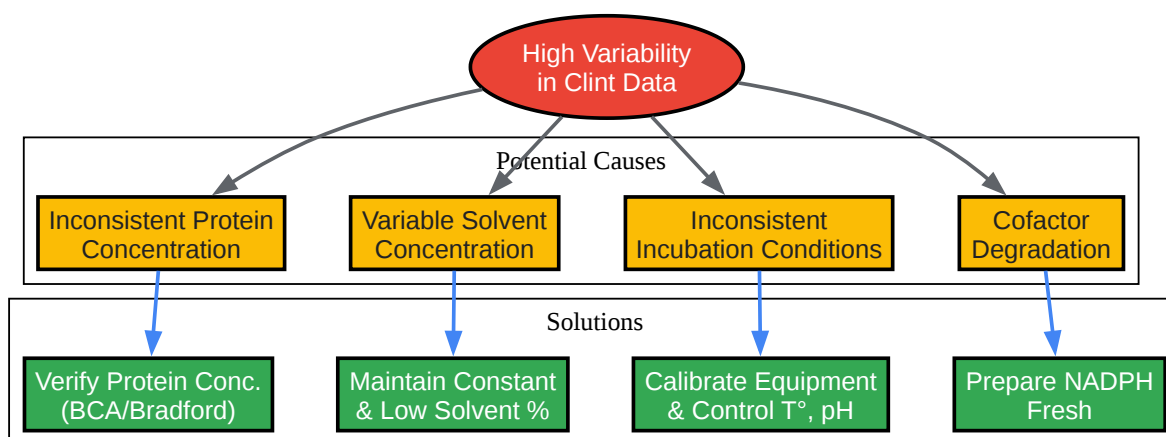 High Variability
in Clint Data
Potential Causes
Inconsistent Protein
Concentration
Variable Solvent
Concentration
Inconsistent
Incubation Conditions
Cofactor
Degradation
Solutions
Verify Protein Conc.
(BCA/Bradford)
Maintain Constant
& Low Solvent %
Calibrate Equipment
& Control T°, pH
Prepare NADPH
Fresh